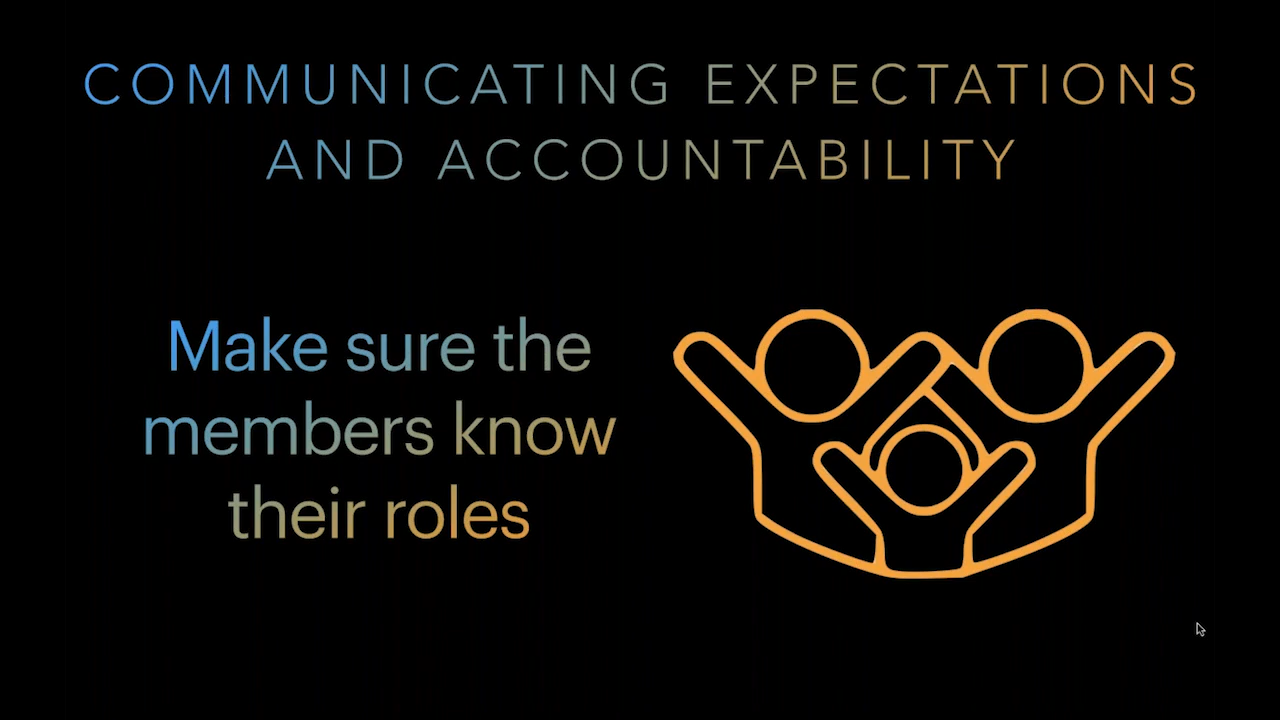 COMMUNICATING EXPECTATIONS
AND ACCOUNTABILITY
Make sure the
members know
their roles